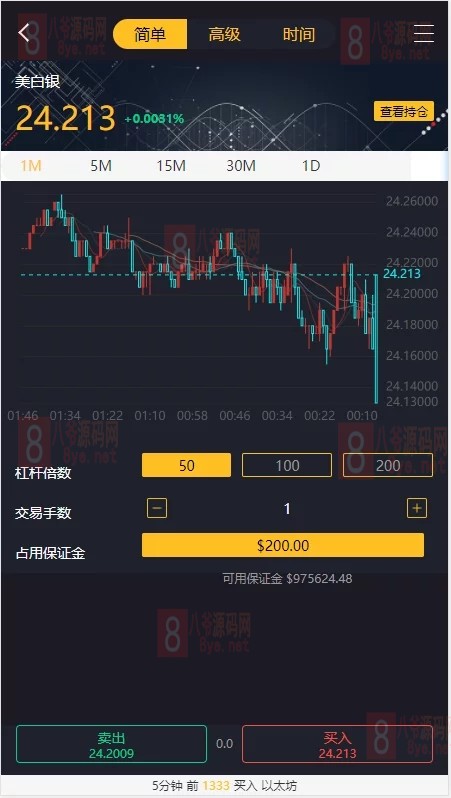 简单 高级 时间
美白银
24.213 +0.0031%
查看持仓
1M 5M 15M 30M 1D
24.26000
24.24000
24.22000
24.213
24.20000
24.18000
24.16000
24.14000
24.13000
01:46 01:34 01:22 01:10 00:58 00:46 00:34 00:22 00:10
杠杆倍数 50 100 200
交易手数 1
占用保证金 $200.00
可用保证金 $975624.48
8 八爷源码网
8ye.net
卖出
24.2009
0.0
买入
24.213
5分钟 前 1333 买入 以太坊